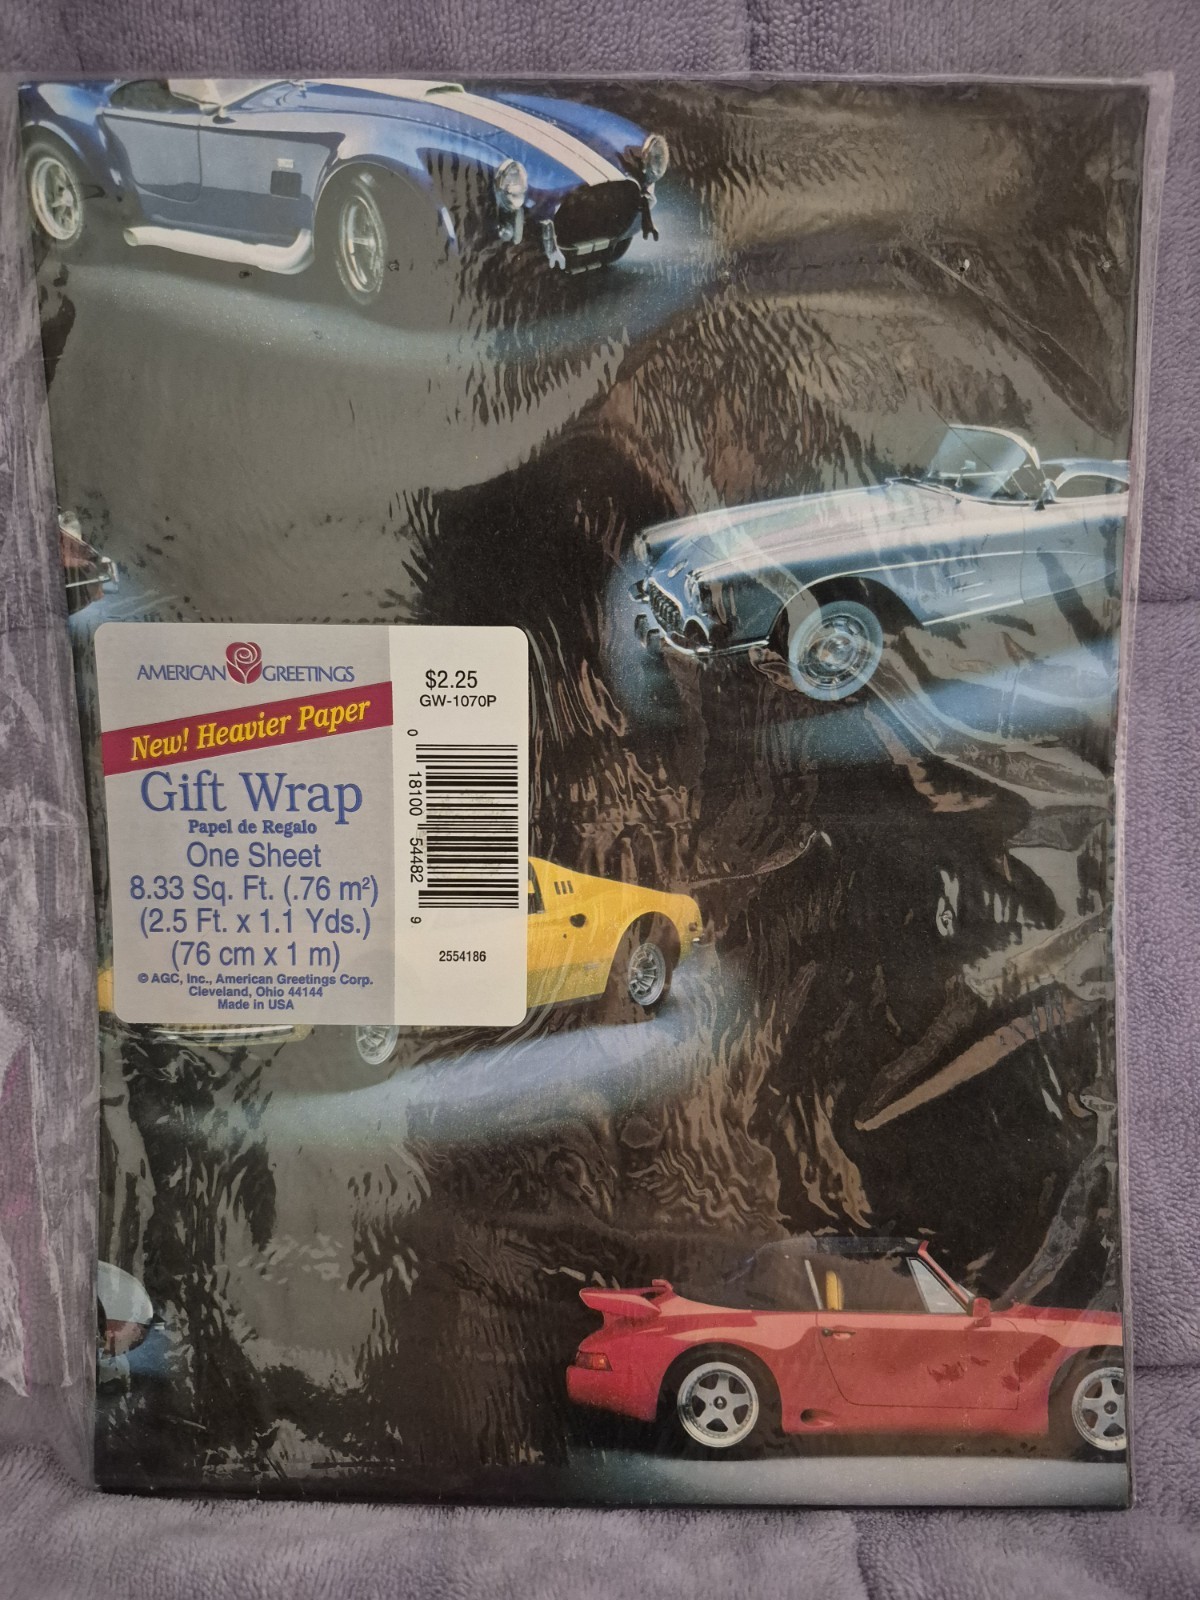 AMERICAN GREETINGS
New! Heavier Paper
Gift Wrap
Papel de Regalo
One Sheet
8.33 Sq. Ft. (.76 m²)
(2.5 Ft. x 1.1 Yds.)
(76 cm x 1 m)
© AGC, Inc., American Greetings Corp.
Cleveland, Ohio 44144
Made in USA
$2.25
GW-1070P
0 18100 54482 9
2554186